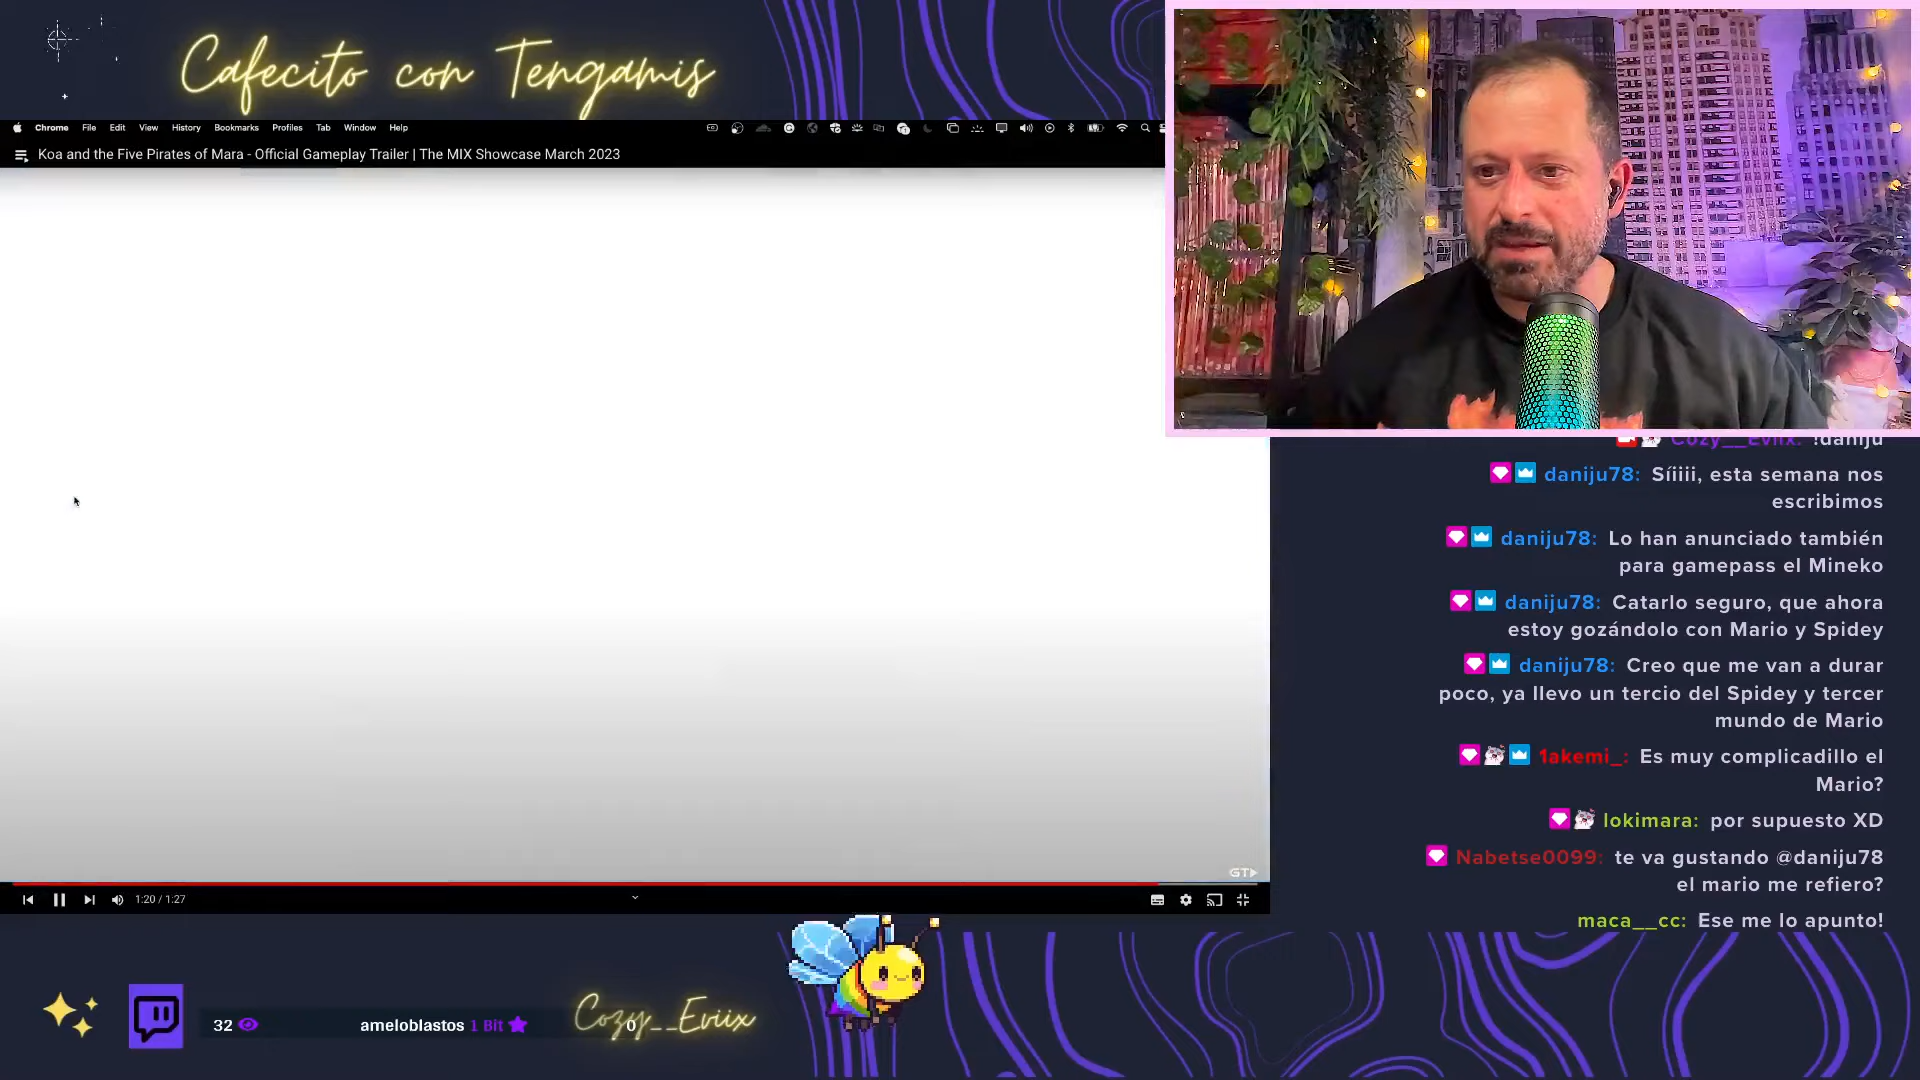 Cafecito con Tengamis
Chrome File Edit View History Bookmarks Profiles Tab Window Help
Koa and the Five Pirates of Mara - Official Gameplay Trailer | The MIX Showcase March 2023
Cozy__Eviix: !daniju
daniju78: Síiiii, esta semana nos
escribimos
daniju78: Lo han anunciado también
para gamepass el Mineko
daniju78: Catarlo seguro, que ahora
estoy gozándolo con Mario y Spidey
daniju78: Creo que me van a durar
poco, ya llevo un tercio del Spidey y tercer
mundo de Mario
1akemi_: Es muy complicadillo el
Mario?
lokimara: por supuesto XD
Nabetse0099: te va gustando @daniju78
el mario me refiero?
maca__cc: Ese me lo apunto!
GT
1:20 / 1:27
32
ameloblastos 1 Bit
Cozy__Eviix
0